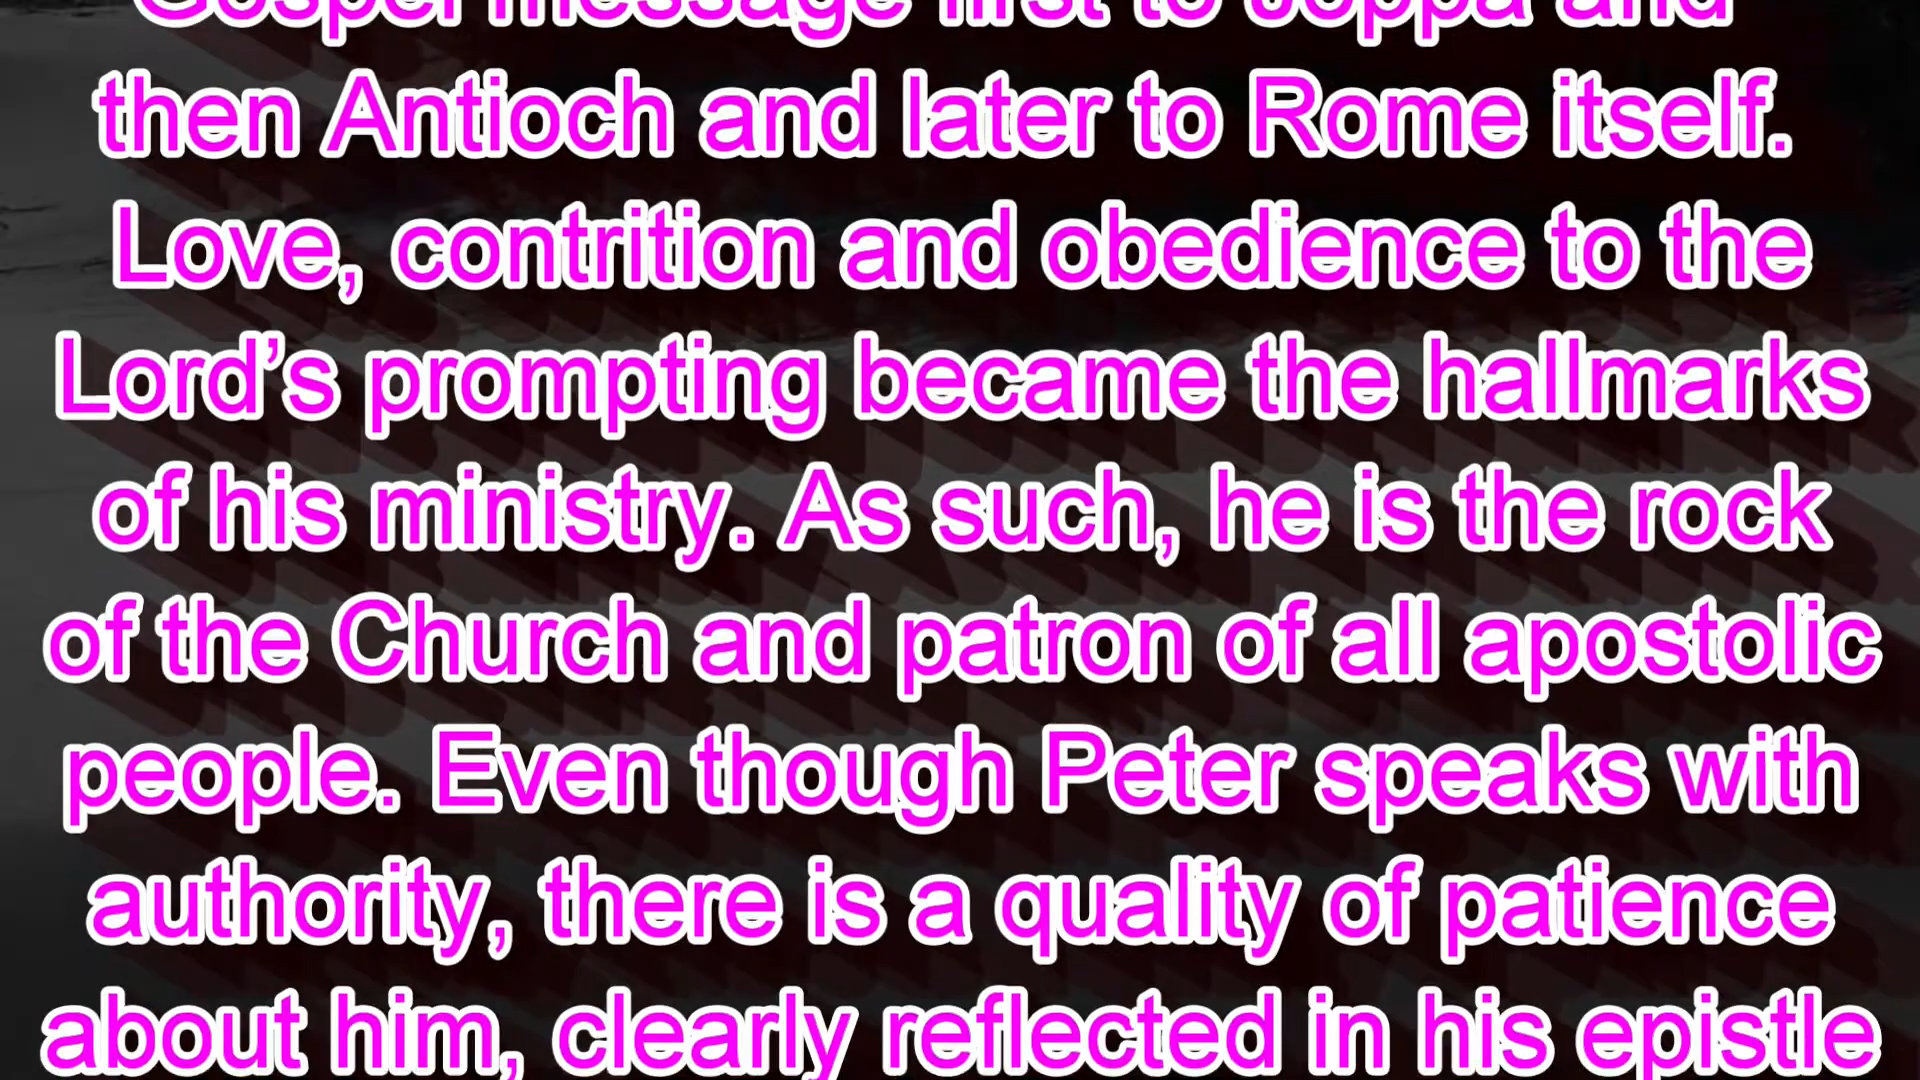 Gospel message first to Joppa and
then Antioch and later to Rome itself.
Love, contrition and obedience to the
Lord’s prompting became the hallmarks
of his ministry. As such, he is the rock
of the Church and patron of all apostolic
people. Even though Peter speaks with
authority, there is a quality of patience
about him, clearly reflected in his epistle